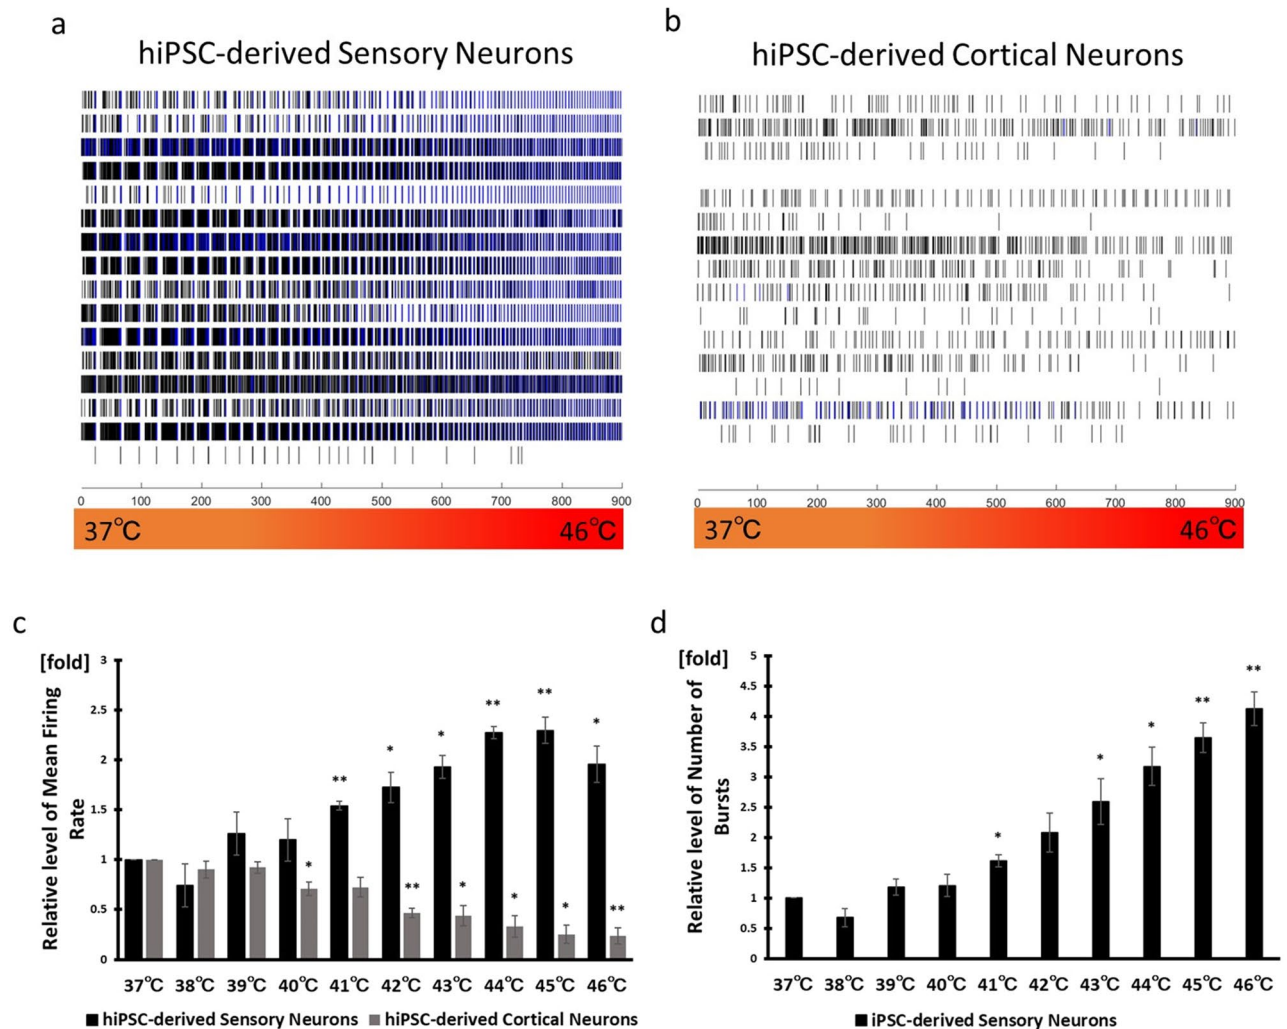 a
hiPSC-derived Sensory Neurons
0 100 200 300 400 500 600 700 800 900
37℃ 46℃
b
hiPSC-derived Cortical Neurons
0 100 200 300 400 500 600 700 800 900
37℃ 46℃
c
[fold]
Relative level of Mean Firing
Rate
3
2.5
2
1.5
1
0.5
0
** * * ** ** *
* ** * * * **
37℃ 38℃ 39℃ 40℃ 41℃ 42℃ 43℃ 44℃ 45℃ 46℃
hiPSC-derived Sensory Neurons hiPSC-derived Cortical Neurons
d
[fold]
Relative level of Number of
Bursts
5
4.5
4
3.5
3
2.5
2
1.5
1
0.5
0
* * * ** **
37℃ 38℃ 39℃ 40℃ 41℃ 42℃ 43℃ 44℃ 45℃ 46℃
iPSC-derived Sensory Neurons